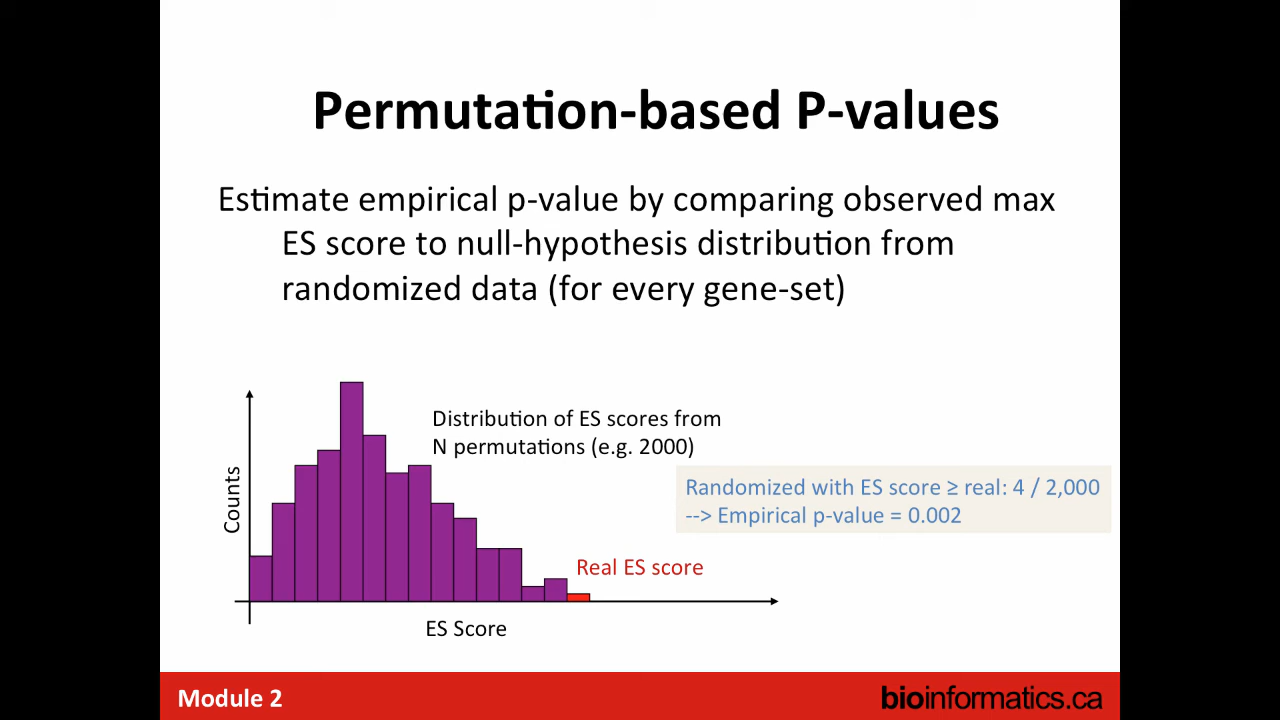 Permutation-based P-values
Estimate empirical p-value by comparing observed max
ES score to null-hypothesis distribution from
randomized data (for every gene-set)
Distribution of ES scores from
N permutations (e.g. 2000)
Counts
Randomized with ES score ≥ real: 4 / 2,000
--> Empirical p-value = 0.002
Real ES score
ES Score
Module 2
bioinformatics.ca